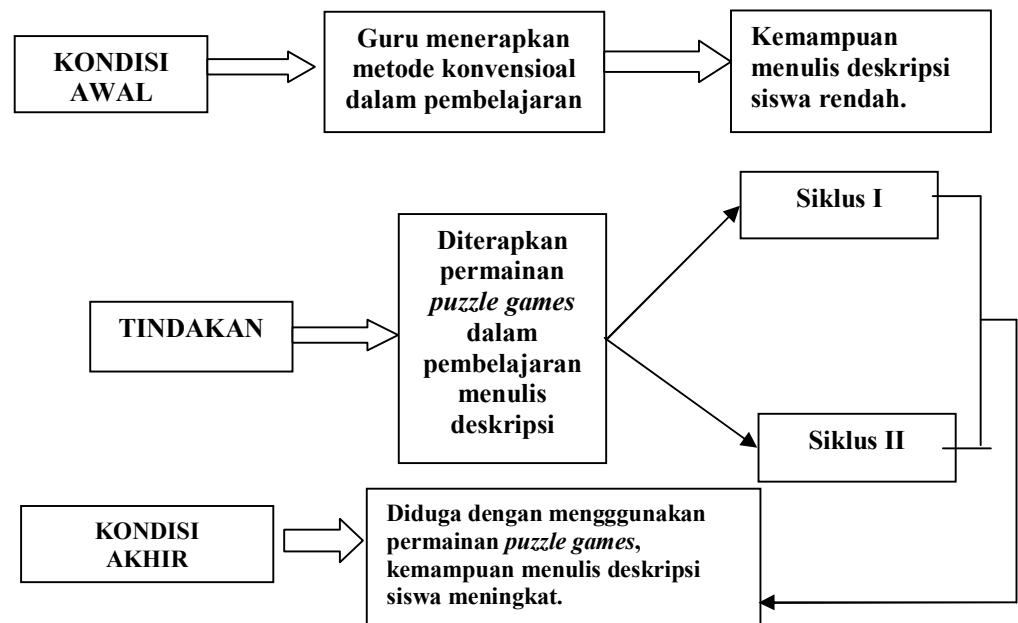 KONDISI
AWAL
Guru menerapkan
metode konvensioal
dalam pembelajaran
Kemampuan
menulis deskripsi
siswa rendah.
TINDAKAN
Diterapkan
permainan
puzzle games
dalam
pembelajaran
menulis
deskripsi
Siklus I
Siklus II
KONDISI
AKHIR
Diduga dengan mengggunakan
permainan puzzle games,
kemampuan menulis deskripsi
siswa meningkat.